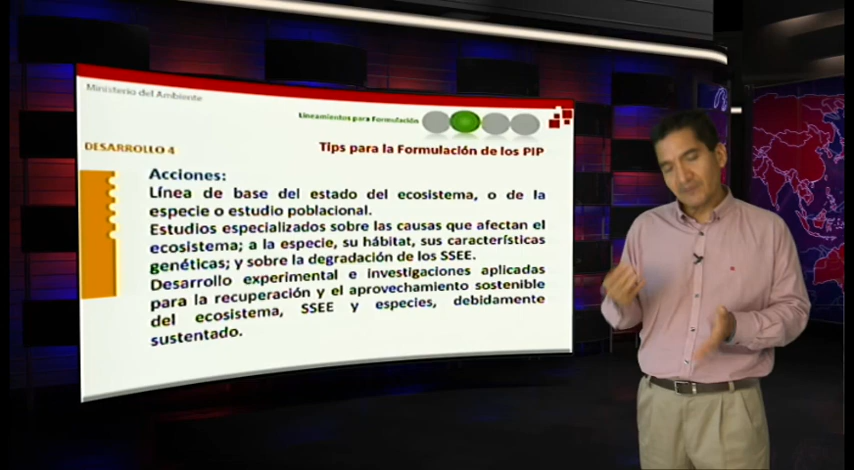 Ministerio del Ambiente
Lineamientos para Formulación
DESARROLLO 4
Tips para la Formulación de los PIP
Acciones:
Línea de base del estado del ecosistema, o de la
especie o estudio poblacional.
Estudios especializados sobre las causas que afectan el
ecosistema; a la especie, su hábitat, sus características
genéticas; y sobre la degradación de los SSEE.
Desarrollo experimental e investigaciones aplicadas
para la recuperación y el aprovechamiento sostenible
del ecosistema, SSEE y especies, debidamente
sustentado.